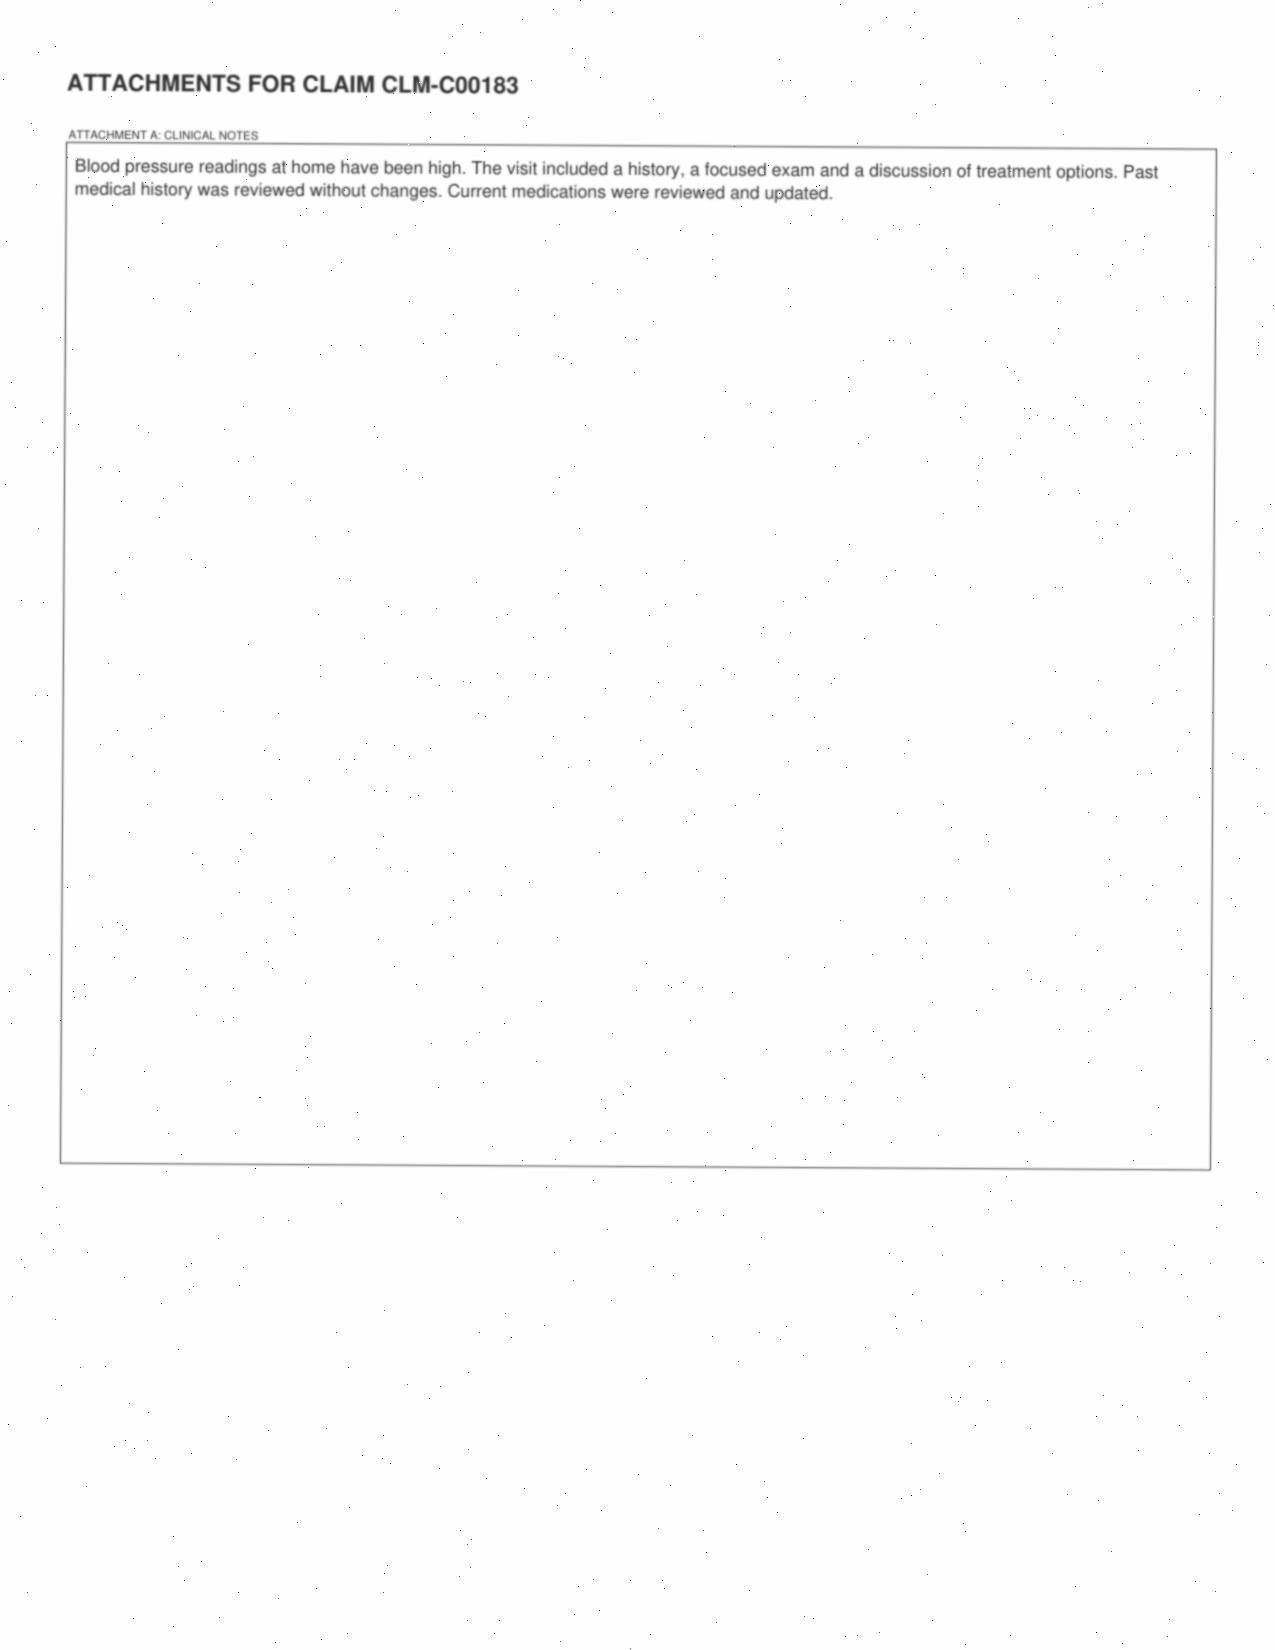 ATTACHMENTS FOR CLAIM CLM-C00183
ATTACHMENT A: CLINICAL NOTES
Blood pressure readings at home have been high. The visit included a history, a focused exam and a discussion of treatment options. Past
medical history was reviewed without changes. Current medications were reviewed and updated.